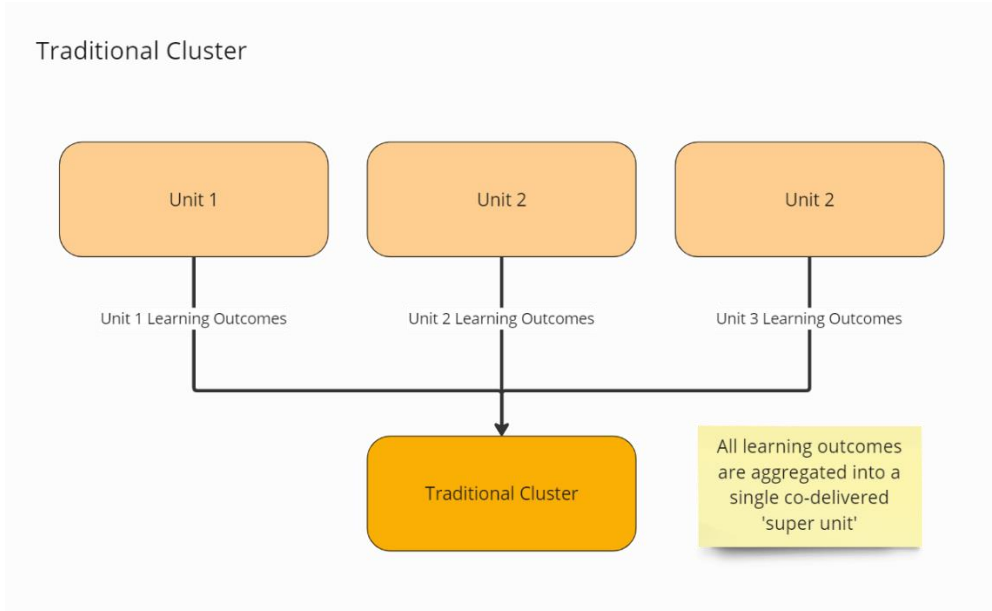 Traditional Cluster
Unit 1
Unit 2
Unit 2
Unit 1 Learning Outcomes
Unit 2 Learning Outcomes
Unit 3 Learning Outcomes
Traditional Cluster
All learning outcomes
are aggregated into a
single co-delivered
'super unit'